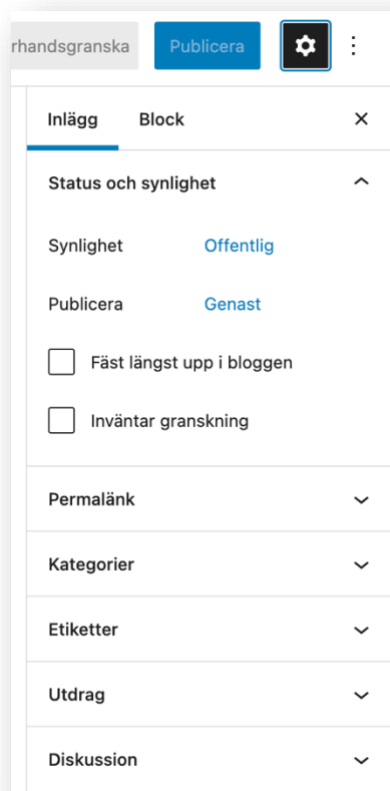 rhandsgranska Publicera
Inlägg Block
Status och synlighet
Synlighet Offentlig
Publicera Genast
Fäst längst upp i bloggen
Inväntar granskning
Permalänk
Kategorier
Etiketter
Utdrag
Diskussion